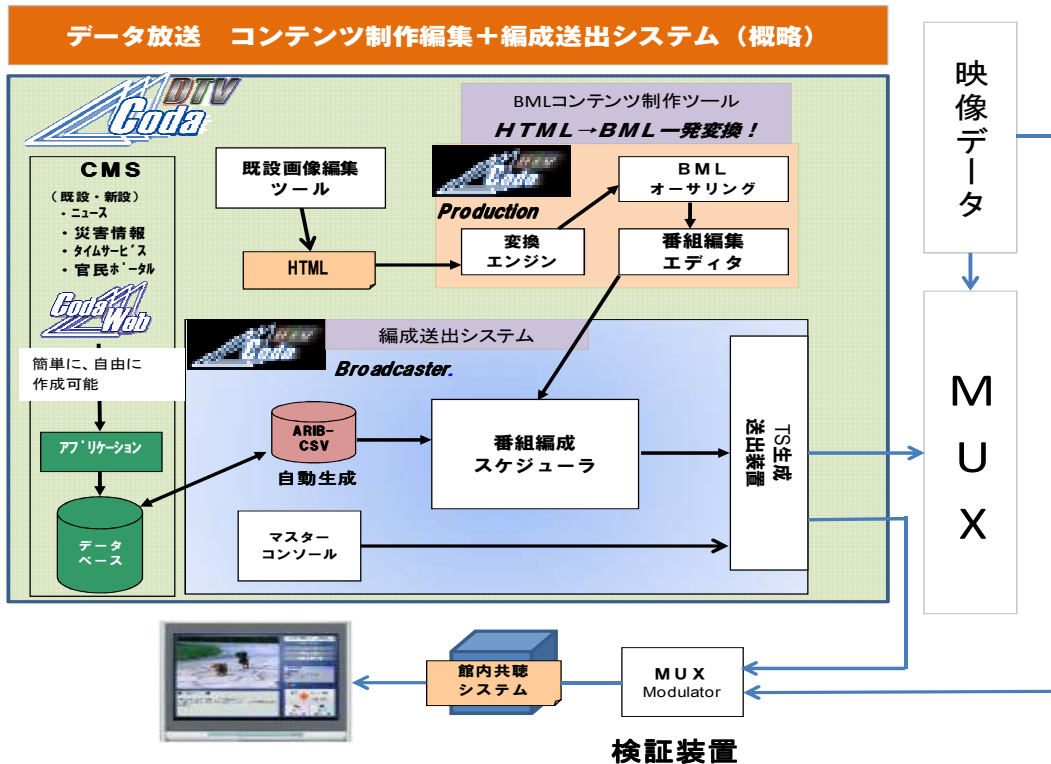 データ放送　コンテンツ制作編集＋編成送出システム（概略）
映像データ
DTV
Coda
BMLコンテンツ制作ツール
HTML→BML一発変換！
CMS
（既設・新設）
・ニュース
・災害情報
・タイムサービス
・官民ポータル
既設画像編集
ツール
DTV
Coda
Production
BML
オーサリング
変換
エンジン
番組編集
エディタ
HTML
Coda
Web
簡単に、自由に
作成可能
DTV
Coda
編成送出システム
Broadcaster.
ARIB-
CSV
自動生成
番組編成
スケジューラ
TS生成
送出装置
MUX
アプリケーション
データ
ベース
マスター
コンソール
館内共聴
システム
MUX
Modulator
検証装置